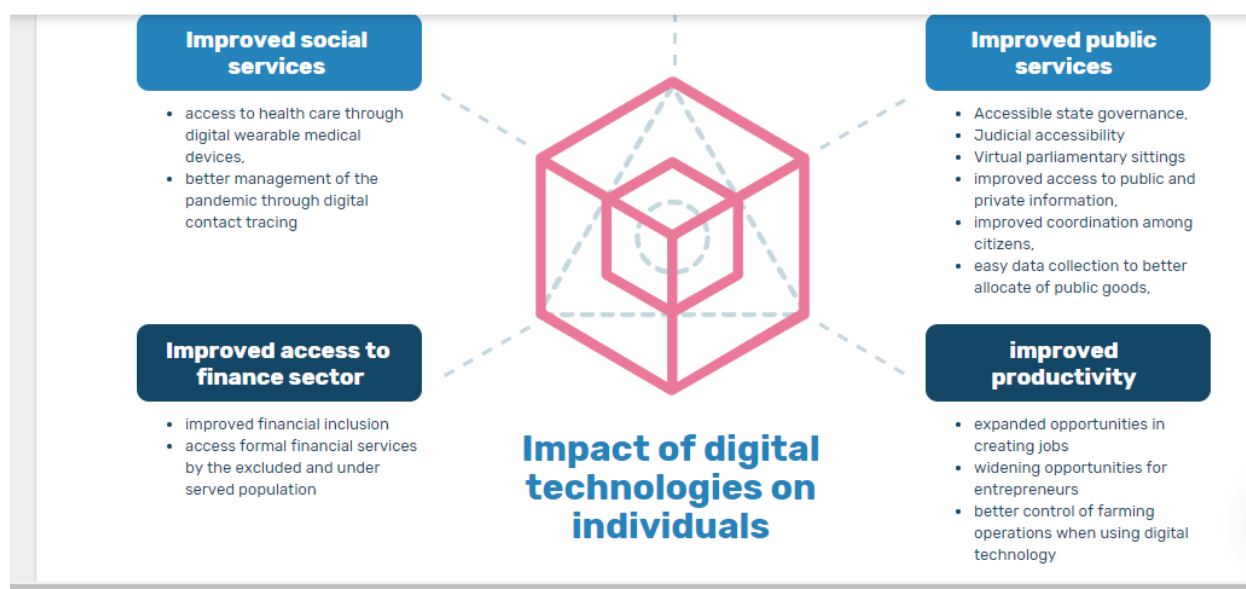 Improved social
services
access to health care through
digital wearable medical
devices,
better management of the
pandemic through digital
contact tracing
Improved public
services
Accessible state governance,
Judicial accessibility
Virtual parliamentary sittings
improved access to public and
private information,
improved coordination among
citizens,
easy data collection to better
allocate of public goods,
Improved access to
finance sector
improved financial inclusion
access formal financial services
by the excluded and under
served population
improved
productivity
expanded opportunities in
creating jobs
widening opportunities for
entrepreneurs
better control of farming
operations when using digital
technology
Impact of digital
technologies on
individuals